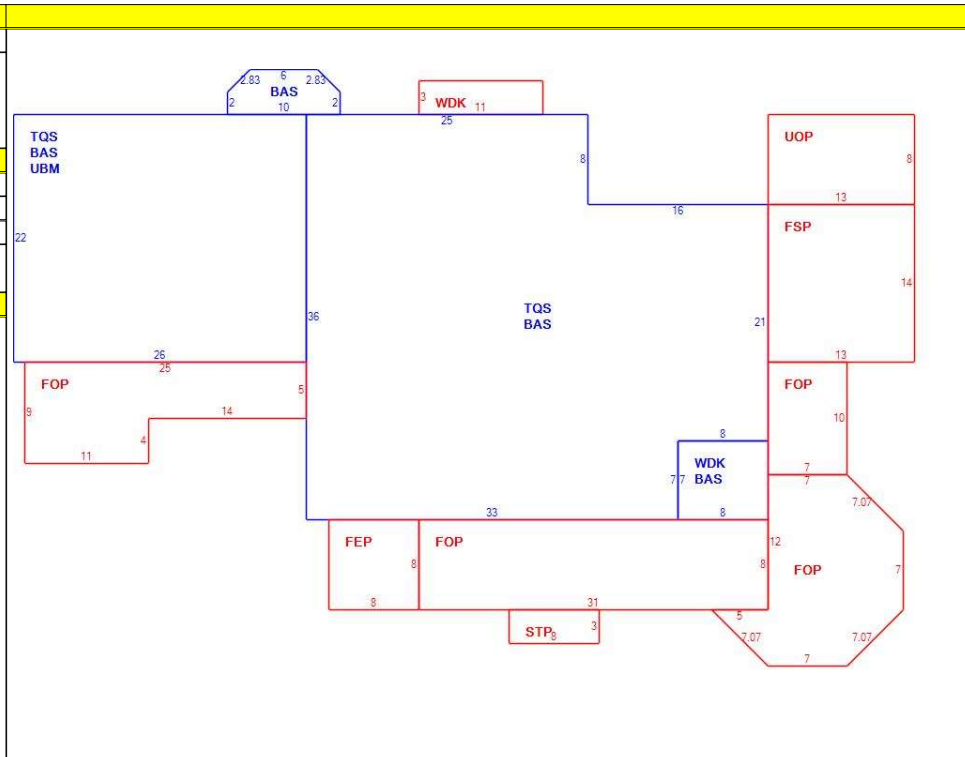 2.83 6 2.83
BAS
2 10 2
3 WDK 11
25
TQS
BAS
UBM
UOP
8
8
13
16
FSP
22
14
TQS
BAS
36
21
26
25
13
FOP
FOP
5
9
14
10
4
11
8
WDK
BAS
7 7
7
7
7.07
33
8
FEP
FOP
12
8
8
FOP
7
8
31
5
STP 8
3
7.07
7.07
7